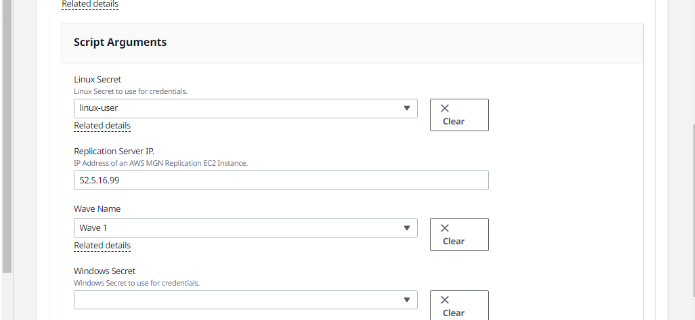 Related details
Script Arguments
Linux Secret
Linux Secret to use for credentials.
linux-user
Clear
Related details
Replication Server IP.
IP Address of an AWS MGN Replication EC2 Instance.
52.5.16.99
Wave Name
Wave 1
Clear
Related details
Windows Secret
Windows Secret to use for credentials.
Clear